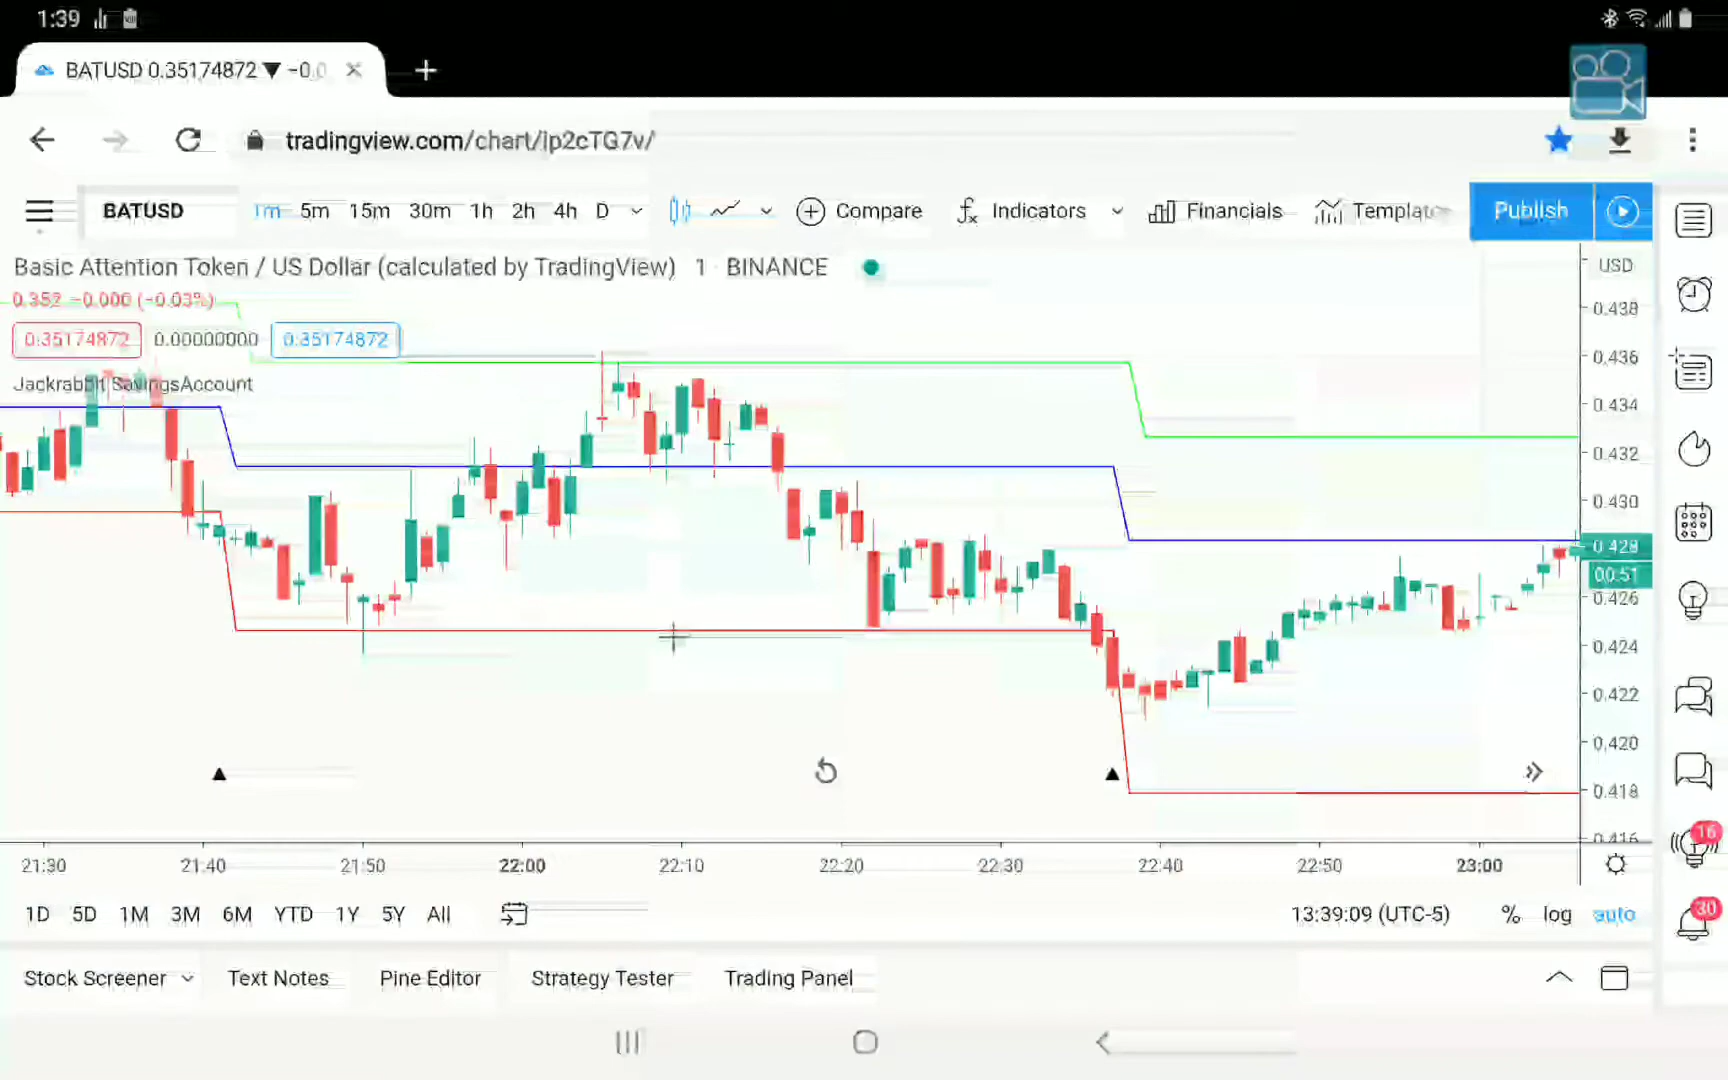 1:39
BATUSD 0.35174872 ▼ −0.0
tradingview.com/chart/ip2cTG7v/
BATUSD 1m 5m 15m 30m 1h 2h 4h D Compare Indicators Financials Templat Publish
Basic Attention Token / US Dollar (calculated by TradingView) 1 · BINANCE
USD
0.352 −0.000 (−0.03%)
0.35174872 0.00000000 0.35174872
Jackrabbit SavingsAccount
0.438
0.436
0.434
0.432
0.430
0.428
00:51
0.426
0.424
0.422
0.420
0.418
0.416
21:30 21:40 21:50 22:00 22:10 22:20 22:30 22:40 22:50 23:00
16
1D 5D 1M 3M 6M YTD 1Y 5Y All 13:39:09 (UTC-5) % log auto
30
Stock Screener Text Notes Pine Editor Strategy Tester Trading Panel